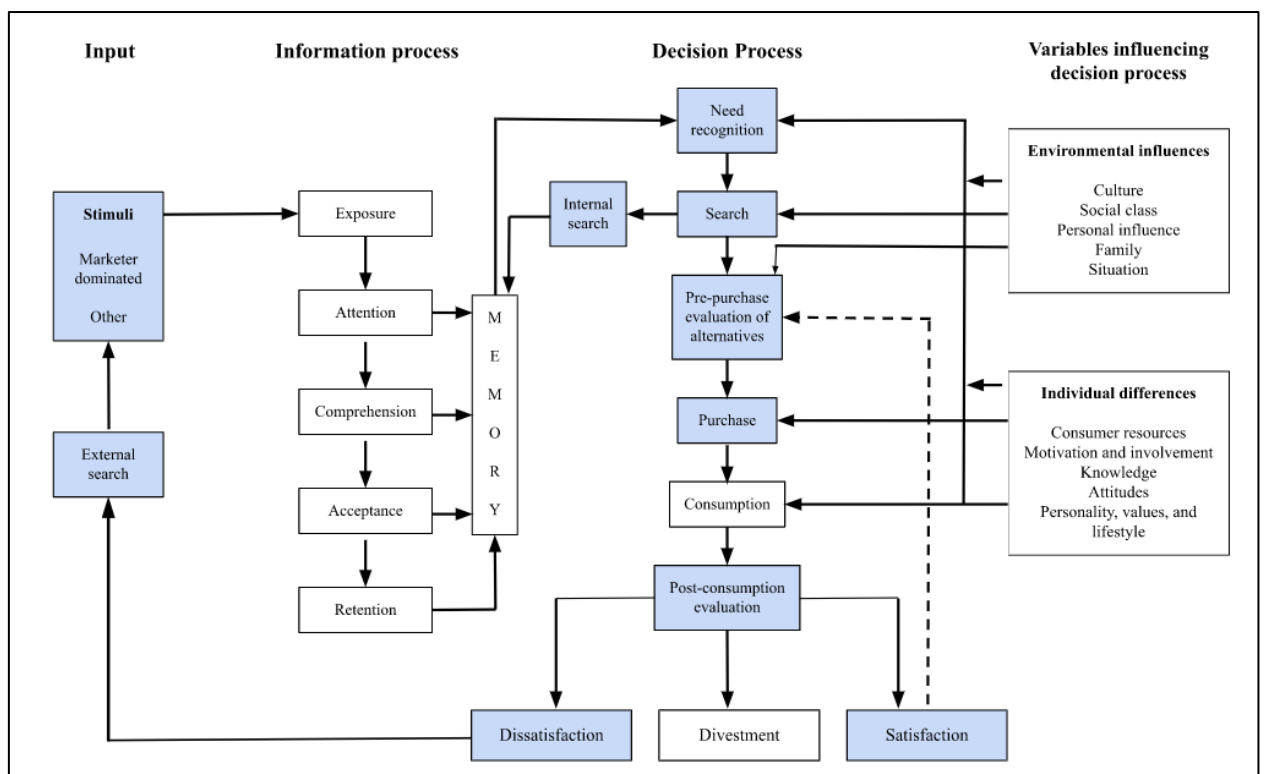 Input
Information process
Decision Process
Variables influencing
decision process
Stimuli
Marketer
dominated
Other
External
search
Exposure
Attention
Comprehension
Acceptance
Retention
M
E
M
O
R
Y
Internal
search
Need
recognition
Search
Pre-purchase
evaluation of
alternatives
Purchase
Consumption
Post-consumption
evaluation
Dissatisfaction
Divestment
Satisfaction
Environmental influences
Culture
Social class
Personal influence
Family
Situation
Individual differences
Consumer resources
Motivation and involvement
Knowledge
Attitudes
Personality, values, and
lifestyle